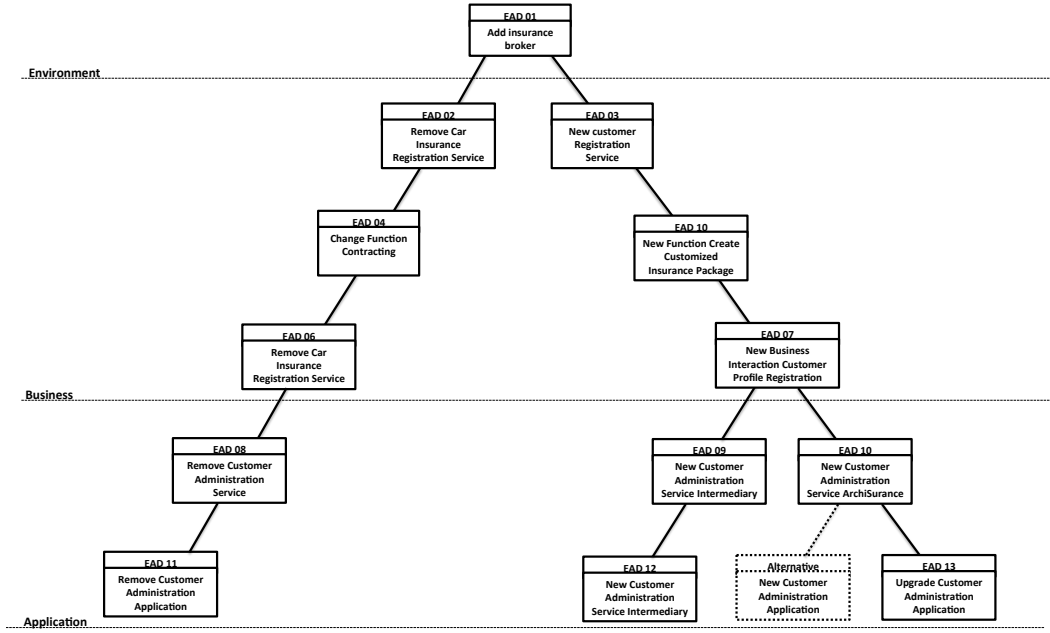 EAD 01
Add insurance
broker
Environment
EAD 02
Remove Car
Insurance
Registration Service
EAD 03
New customer
Registration
Service
EAD 04
Change Function
Contracting
EAD 10
New Function Create
Customized
Insurance Package
EAD 06
Remove Car
Insurance
Registration Service
EAD 07
New Business
Interaction Customer
Profile Registration
Business
EAD 08
Remove Customer
Administration
Service
EAD 09
New Customer
Administration
Service Intermediary
EAD 10
New Customer
Administration
Service ArchiSurance
EAD 11
Remove Customer
Administration
Application
EAD 12
New Customer
Administration
Service Intermediary
Alternative
New Customer
Administration
Application
EAD 13
Upgrade Customer
Administration
Application
Application